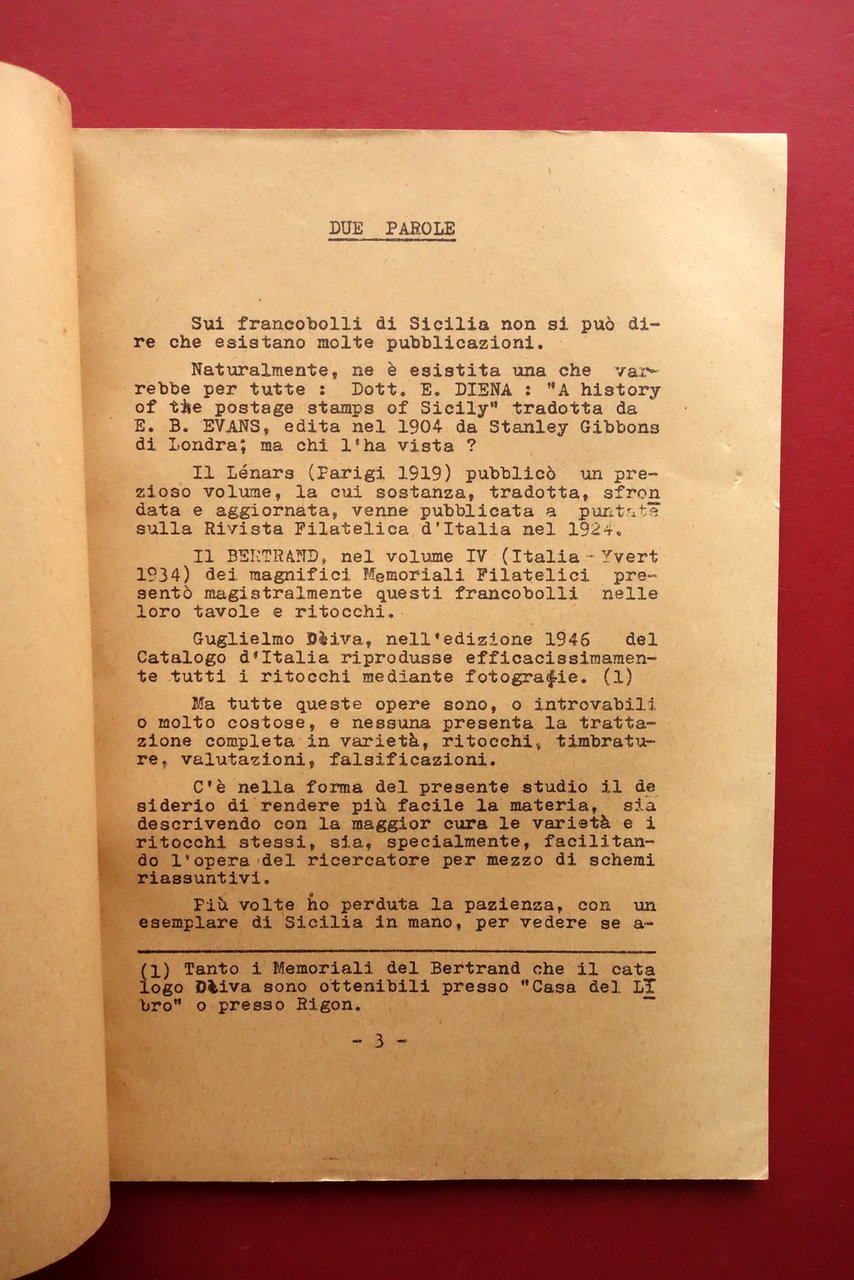 DUE PAROLE
Sui francobolli di Sicilia non si può di-
re che esistano molte pubblicazioni.
Naturalmente, ne è esistita una che var-
rebbe per tutte : Dott. E. DIENA : "A history
of the postage stamps of Sicily" tradotta da
E. B. EVANS, edita nel 1904 da Stanley Gibbons
di Londra; ma chi l'ha vista ?
Il Lénars (Parigi 1919) pubblicò un pre-
zioso volume, la cui sostanza, tradotta, sfron
data e aggiornata, venne pubblicata a puntate
sulla Rivista Filatelica d'Italia nel 1924.
Il BERTRAND, nel volume IV (Italia - Yvert
1934) dei magnifici Memoriali Filatelici pre-
sentò magistralmente questi francobolli nelle
loro tavole e ritocchi.
Guglielmo Oliva, nell'edizione 1946 del
Catalogo d'Italia riprodusse efficacissimamen-
te tutti i ritocchi mediante fotografie. (1)
Ma tutte queste opere sono, o introvabili
o molto costose, e nessuna presenta la tratta-
zione completa in varietà, ritocchi, timbratu-
re, valutazioni, falsificazioni.
C'è nella forma del presente studio il de
siderio di rendere più facile la materia, sia
descrivendo con la maggior cura le varietà e i
ritocchi stessi, sia, specialmente, facilitan-
do l'opera del ricercatore per mezzo di schemi
riassuntivi.
Più volte ho perduta la pazienza, con un
esemplare di Sicilia in mano, per vedere se a-
(1) Tanto i Memoriali del Bertrand che il cata
logo Oliva sono ottenibili presso "Casa del LI
bro" o presso Rigon.
- 3 -